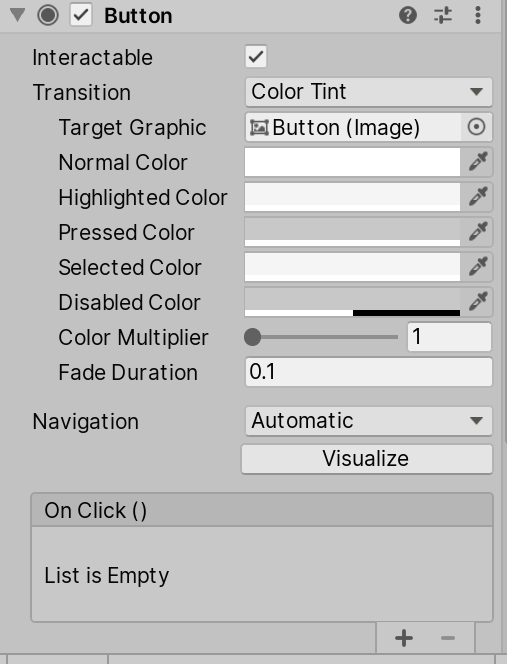 Button
Interactable
Transition Color Tint
Target Graphic Button (Image)
Normal Color
Highlighted Color
Pressed Color
Selected Color
Disabled Color
Color Multiplier 1
Fade Duration 0.1
Navigation Automatic
Visualize
On Click ()
List is Empty